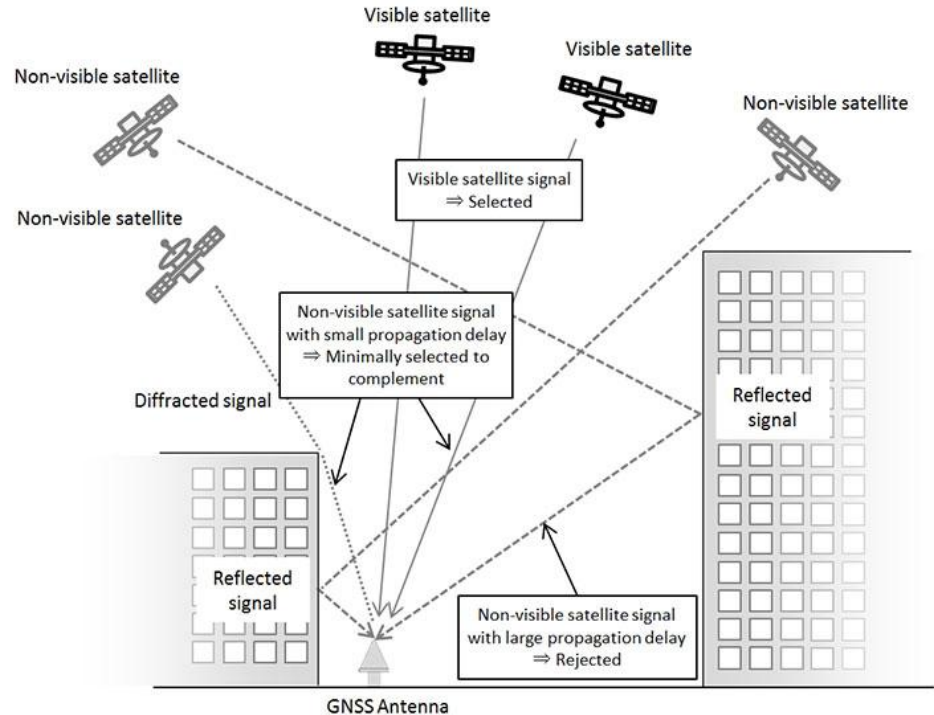 Visible satellite
Visible satellite
Non-visible satellite
Non-visible satellite
Non-visible satellite
Visible satellite signal
⇒ Selected
Non-visible satellite signal
with small propagation delay
⇒ Minimally selected to
complement
Diffracted signal
Reflected
signal
Reflected
signal
Non-visible satellite signal
with large propagation delay
⇒ Rejected
GNSS Antenna